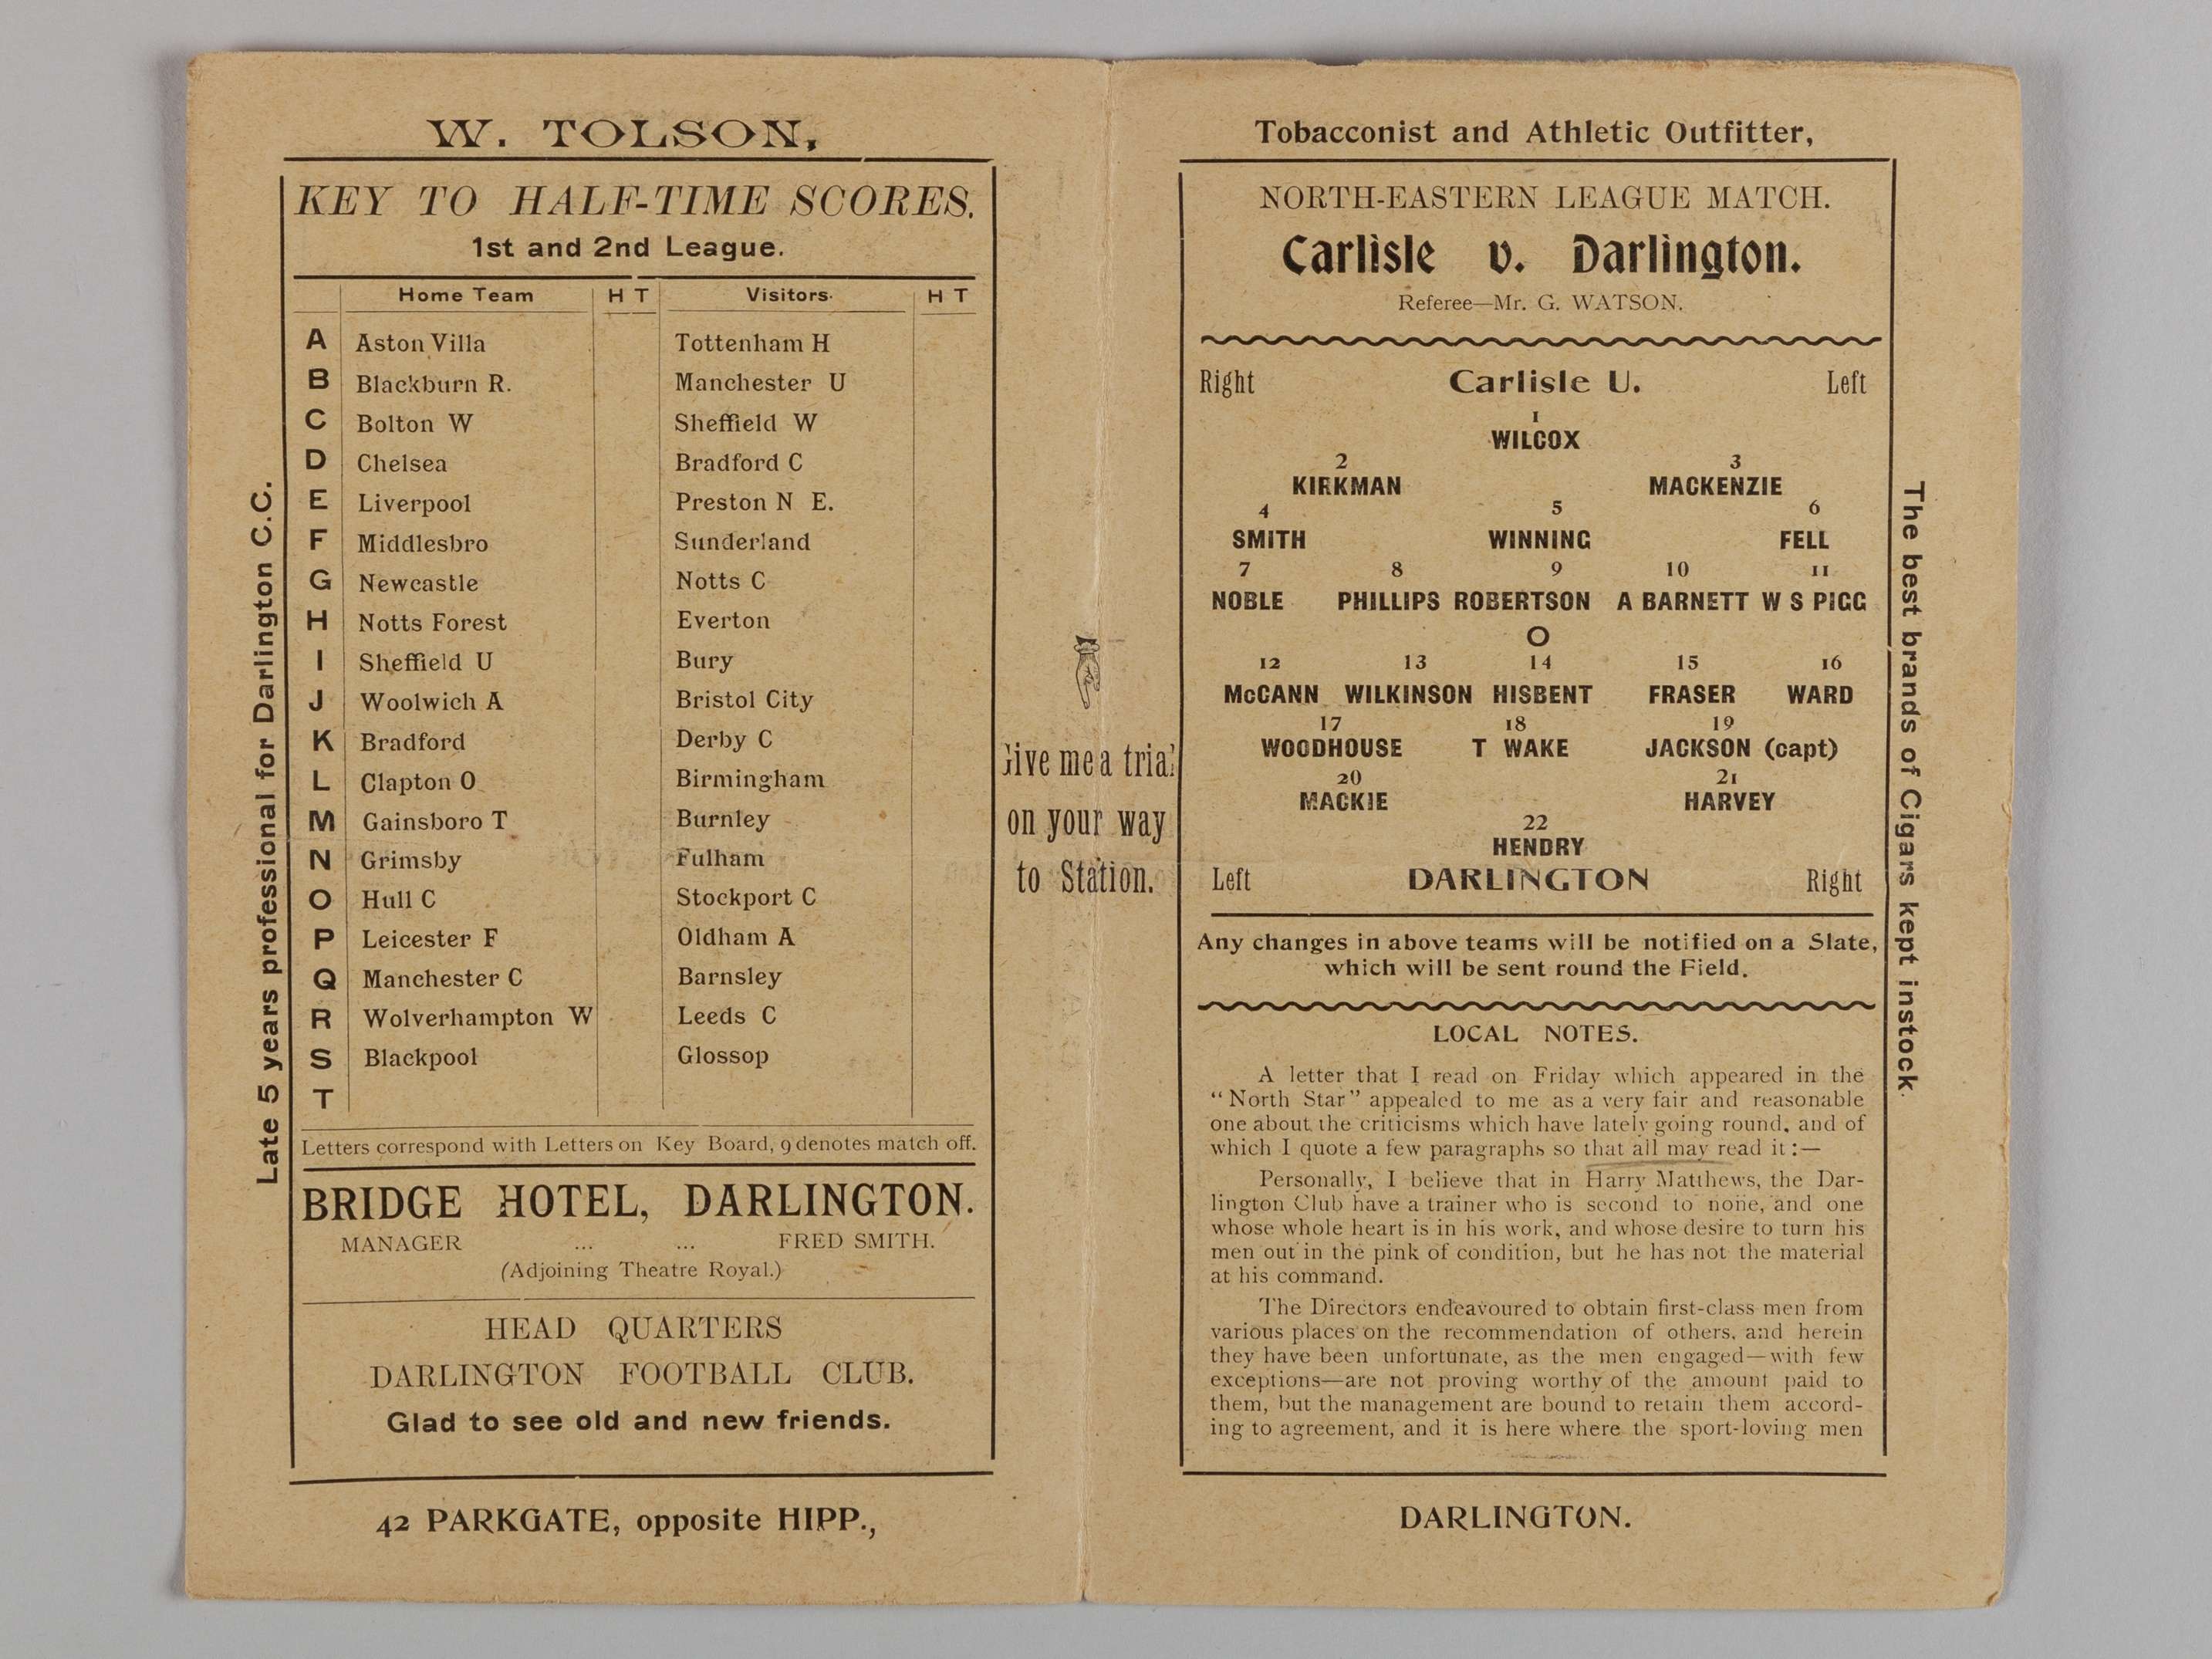 W. TOLSON,
KEY TO HALF-TIME SCORES.
1st and 2nd League.
Home Team H T Visitors. H T
A Aston Villa Tottenham H
B Blackburn R. Manchester U
C Bolton W Sheffield W
D Chelsea Bradford C
E Liverpool Preston N E.
F Middlesbro Sunderland
G Newcastle Notts C
H Notts Forest Everton
I Sheffield U Bury
J Woolwich A Bristol City
K Bradford Derby C
L Clapton O Birmingham
M Gainsboro T Burnley
N Grimsby Fulham
O Hull C Stockport C
P Leicester F Oldham A
Q Manchester C Barnsley
R Wolverhampton W Leeds C
S Blackpool Glossop
T
Letters correspond with Letters on Key Board, 9 denotes match off.
BRIDGE HOTEL, DARLINGTON.
MANAGER ... ... FRED SMITH.
(Adjoining Theatre Royal.)
HEAD QUARTERS
DARLINGTON FOOTBALL CLUB.
Glad to see old and new friends.
42 PARKGATE, opposite HIPP.,
Late 5 years professional for Darlington C.C.
Give me a trial
on your way
to Station.
Tobacconist and Athletic Outfitter,
NORTH-EASTERN LEAGUE MATCH.
Carlisle v. Darlington.
Referee—Mr. G. WATSON.
Right Carlisle U. Left
1
WILCOX
2 3
KIRKMAN MACKENZIE
4 5 6
SMITH WINNING FELL
7 8 9 10 11
NOBLE PHILLIPS ROBERTSON A BARNETT W S PIGG
O
12 13 14 15 16
McCANN WILKINSON HISBENT FRASER WARD
17 18 19
WOODHOUSE T WAKE JACKSON (capt)
20 21
MACKIE HARVEY
22
HENDRY
Left DARLINGTON Right
Any changes in above teams will be notified on a Slate,
which will be sent round the Field.
LOCAL NOTES.
A letter that I read on Friday which appeared in the
"North Star" appealed to me as a very fair and reasonable
one about the criticisms which have lately going round, and of
which I quote a few paragraphs so that all may read it:—
Personally, I believe that in Harry Matthews, the Dar-
lington Club have a trainer who is second to none, and one
whose whole heart is in his work, and whose desire to turn his
men out in the pink of condition, but he has not the material
at his command.
The Directors endeavoured to obtain first-class men from
various places on the recommendation of others, and herein
they have been unfortunate, as the men engaged—with few
exceptions—are not proving worthy of the amount paid to
them, but the management are bound to retain them accord-
ing to agreement, and it is here where the sport-loving men
DARLINGTON.
The best brands of Cigars kept instock.